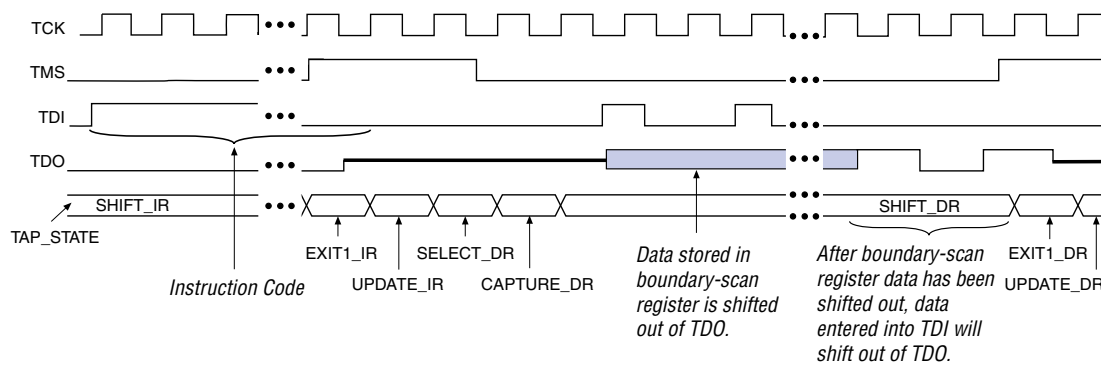 TCK
TMS
TDI
TDO
SHIFT_IR
SHIFT_DR
TAP_STATE
EXIT1_IR
SELECT_DR
Instruction Code
UPDATE_IR
CAPTURE_DR
Data stored in
boundary-scan
register is shifted
out of TDO.
After boundary-scan
register data has been
shifted out, data
entered into TDI will
shift out of TDO.
EXIT1_DR
UPDATE_DR